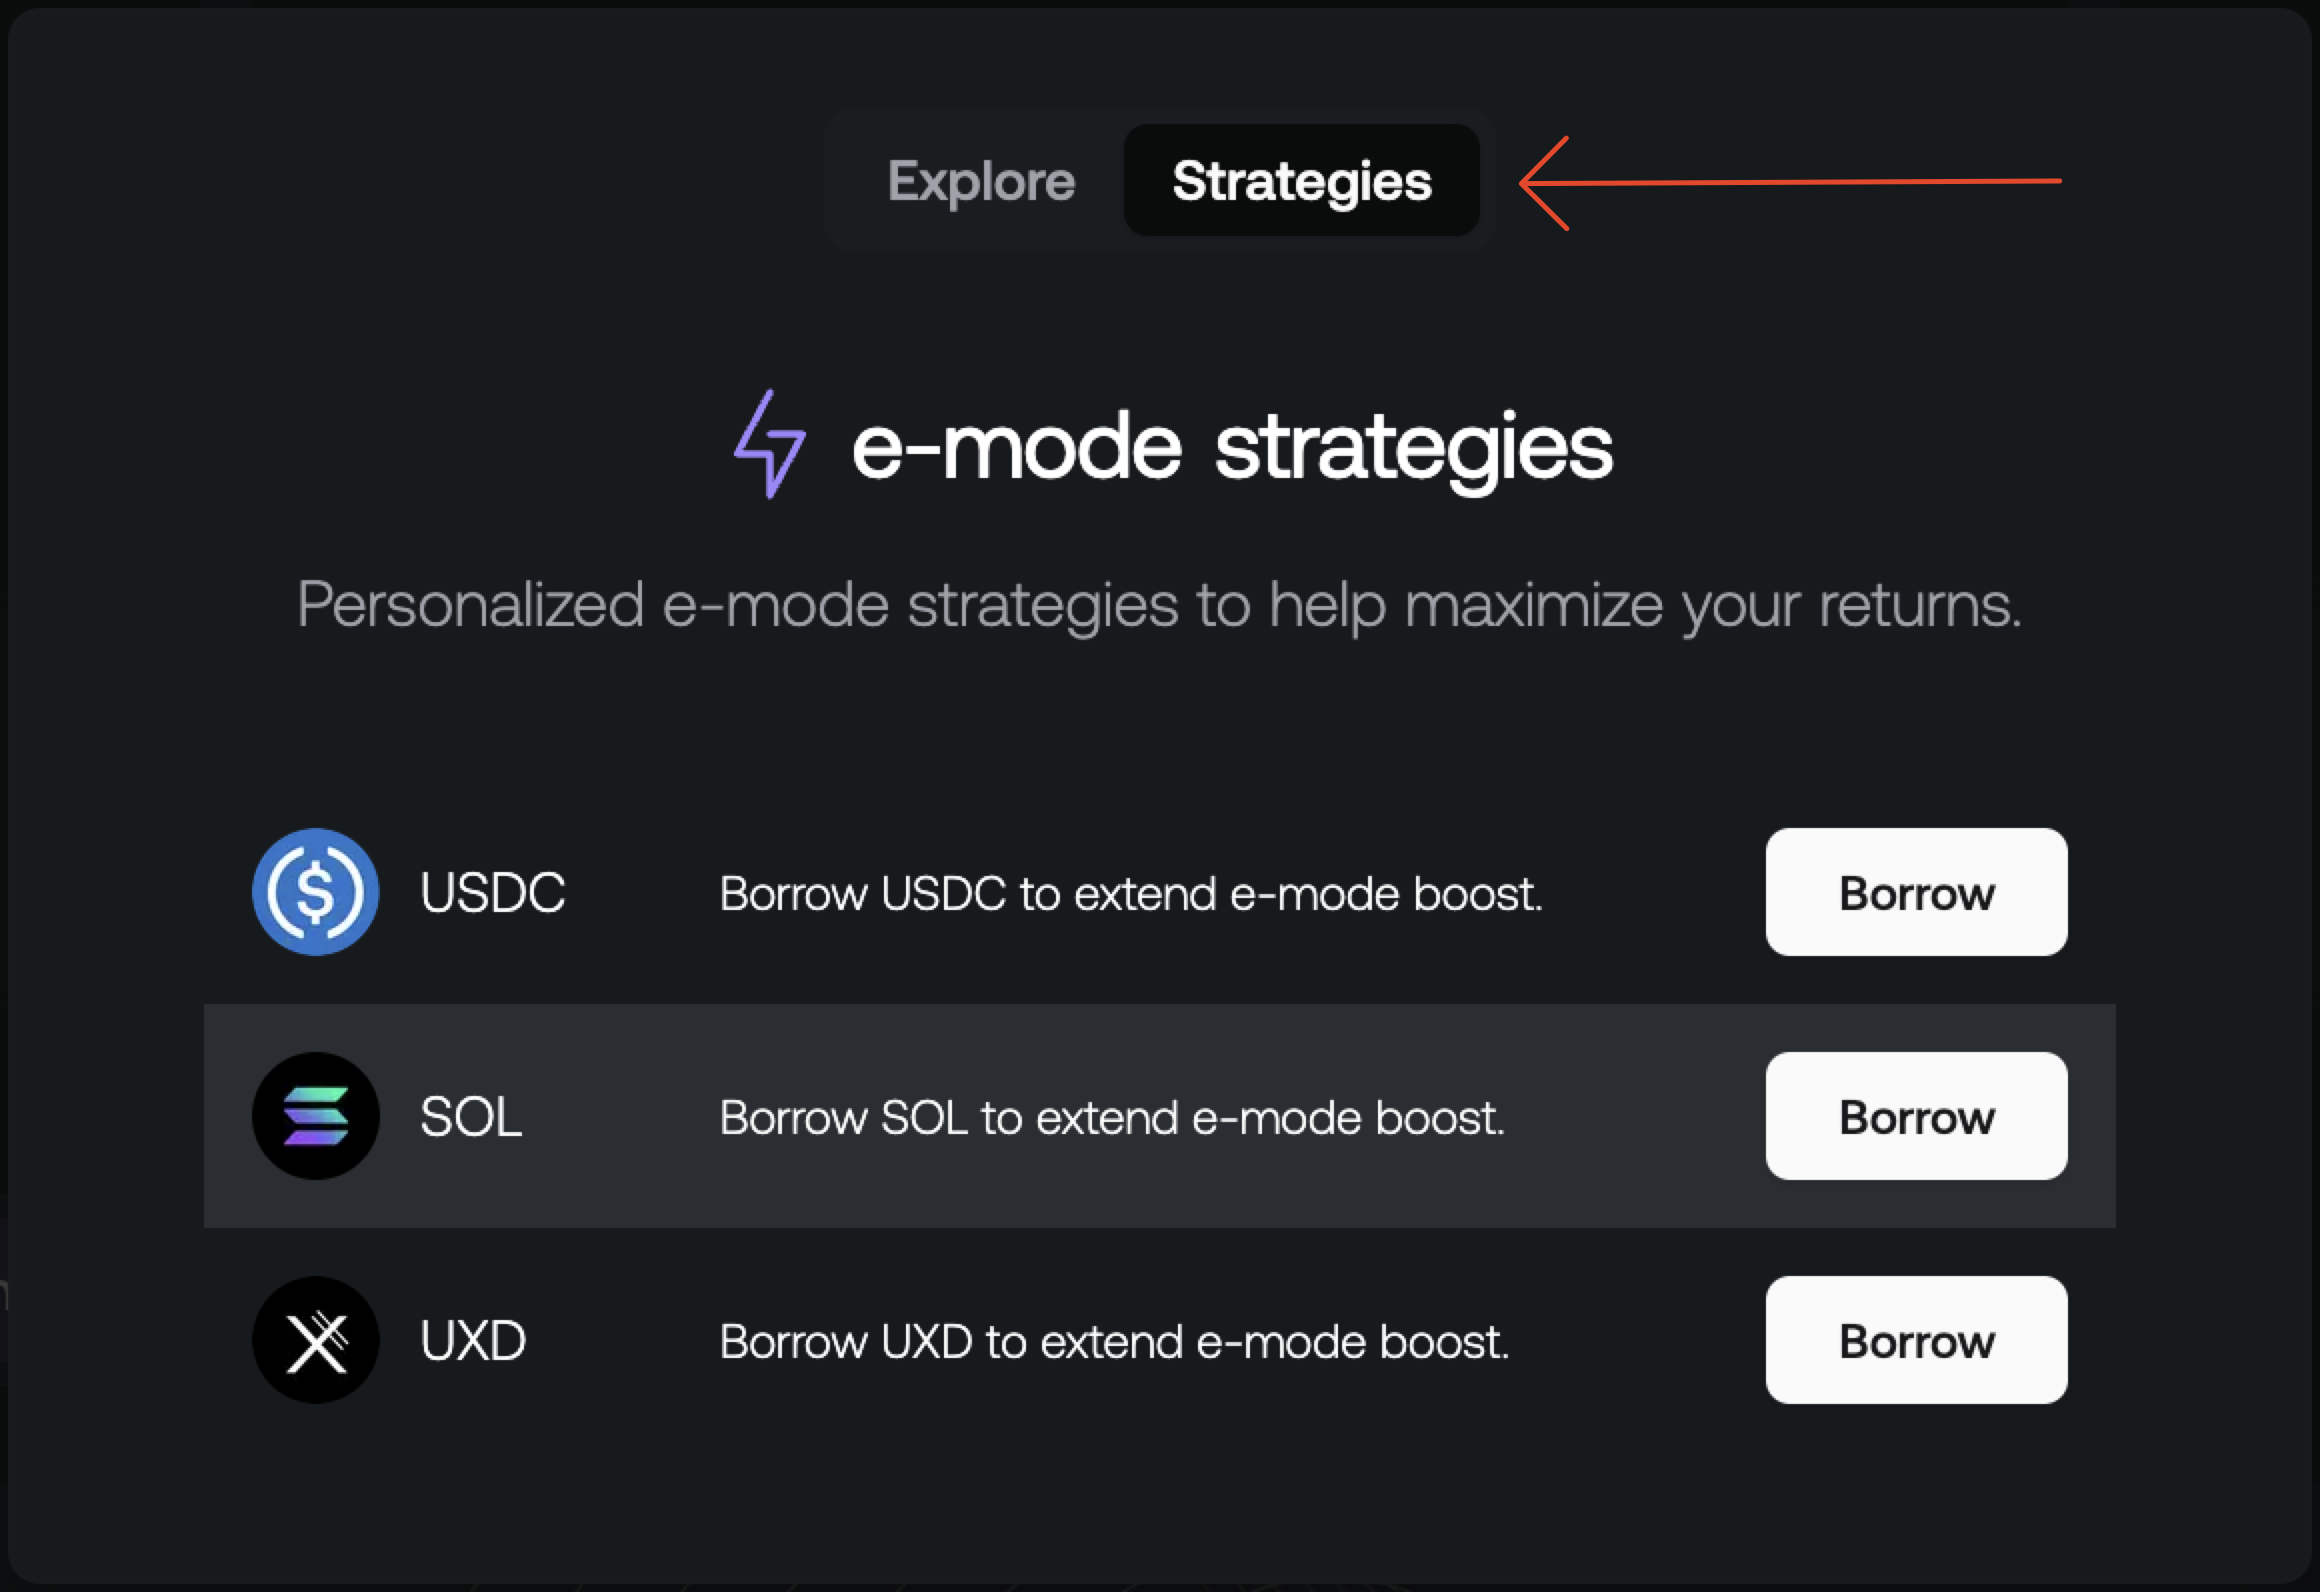 Explore Strategies
e-mode strategies
Personalized e-mode strategies to help maximize your returns.
USDC Borrow USDC to extend e-mode boost. Borrow
SOL Borrow SOL to extend e-mode boost. Borrow
UXD Borrow UXD to extend e-mode boost. Borrow